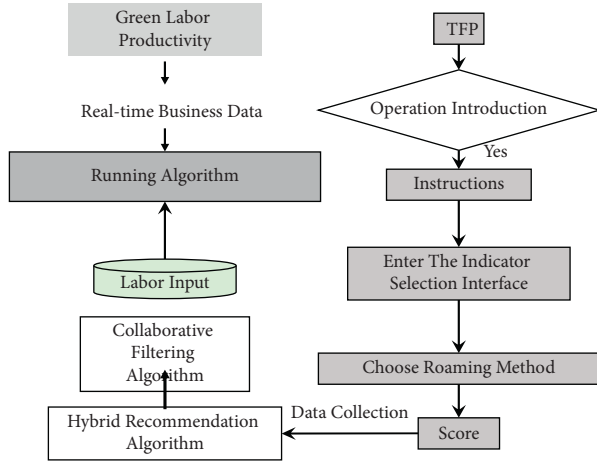 Green Labor
Productivity
Real-time Business Data
Running Algorithm
Labor Input
Collaborative
Filtering
Algorithm
Hybrid Recommendation
Algorithm
TFP
Operation Introduction
Yes
Instructions
Enter The Indicator
Selection Interface
Choose Roaming Method
Score
Data Collection